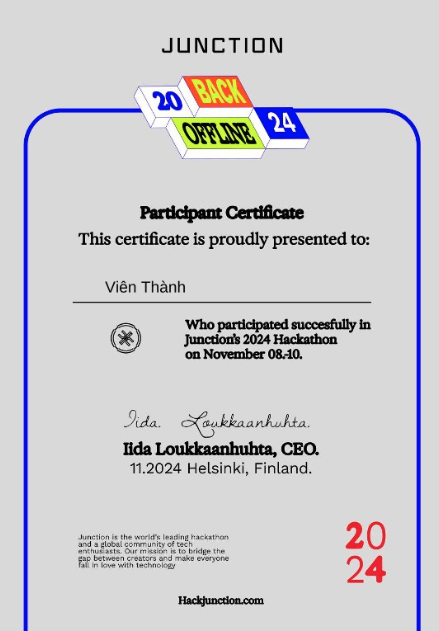 JUNCTION
20 BACK
OFFLINE 24
Participant Certificate
This certificate is proudly presented to:
Viên Thành
Who participated succesfully in
Junction's 2024 Hackathon
on November 08.-10.
Iida Loukkaanhuhta
Iida Loukkaanhuhta, CEO.
11.2024 Helsinki, Finland.
Junction is the world's leading hackathon
and a global community of tech
enthusiasts. Our mission is to bridge the
gap between creators and make everyone
fall in love with technology
20
24
Hackjunction.com